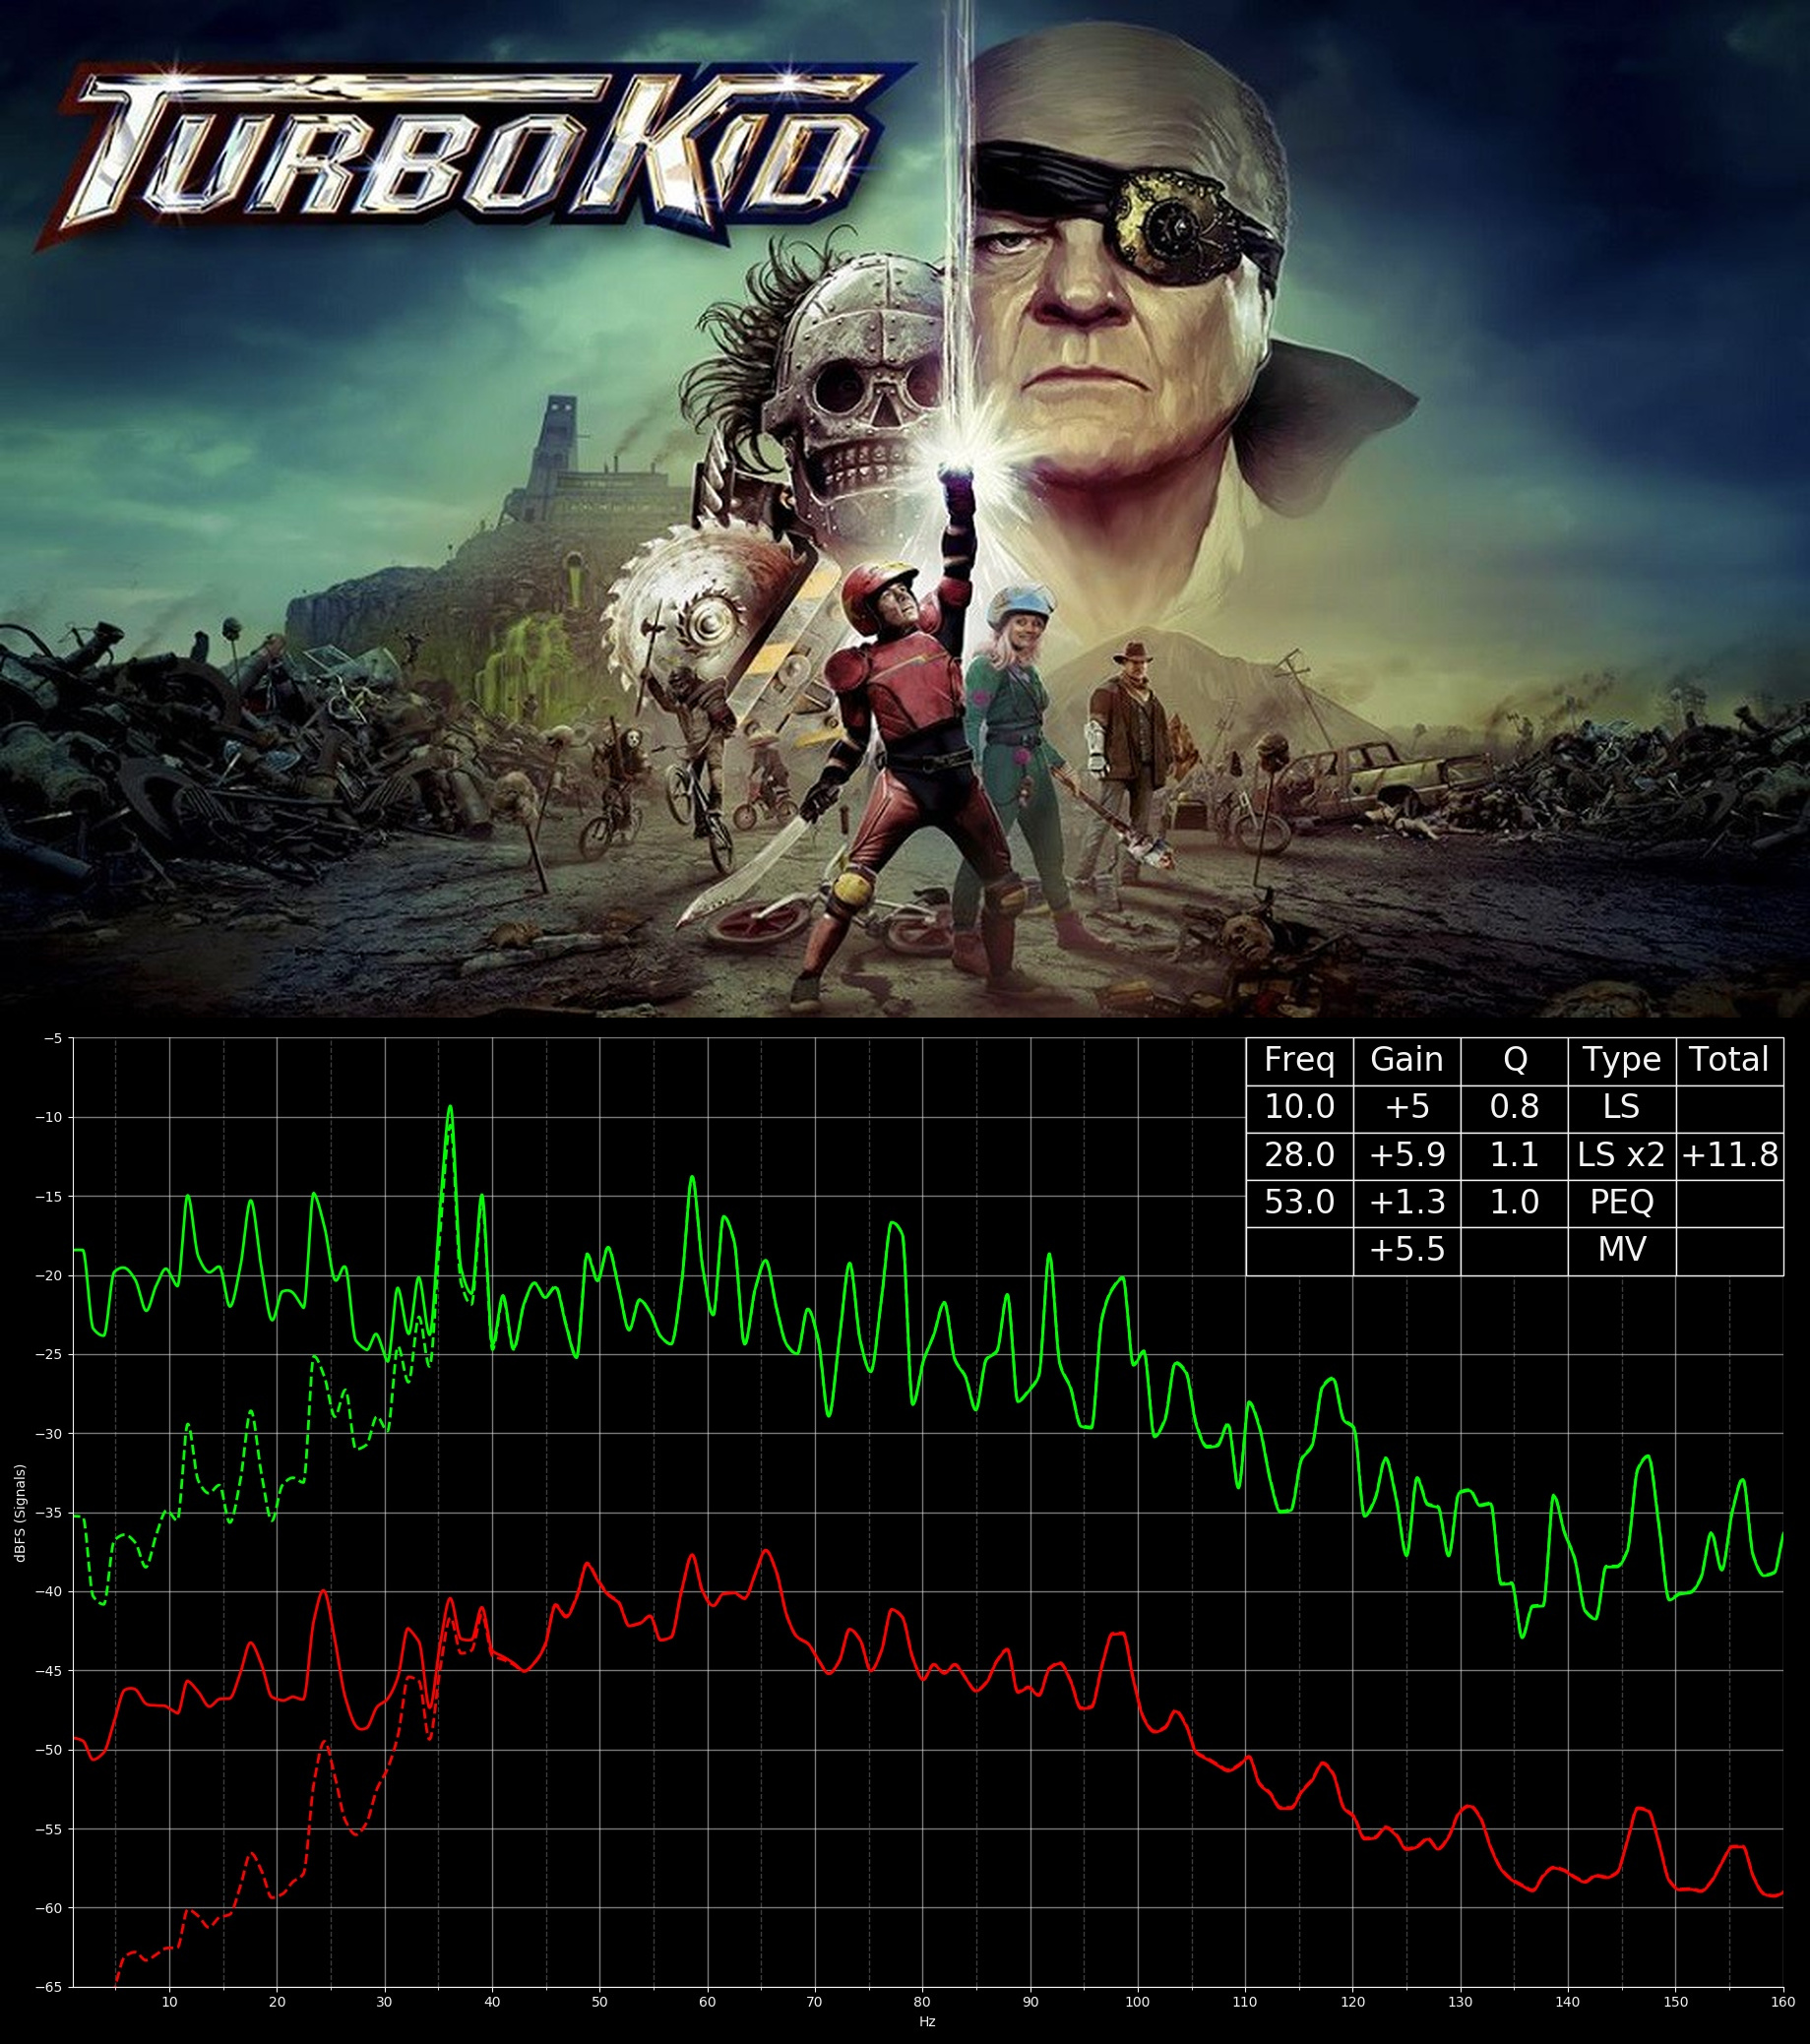 TURBO KID
−5
Freq Gain Q Type Total
10.0 +5 0.8 LS
−10
28.0 +5.9 1.1 LS x2 +11.8
−15
53.0 +1.3 1.0 PEQ
+5.5 MV
−20
−25
−30
−35
dBFS (Signals)
−40
−45
−50
−55
−60
−65
10 20 30 40 50 60 70 80 90 100 110 120 130 140 150 160
Hz